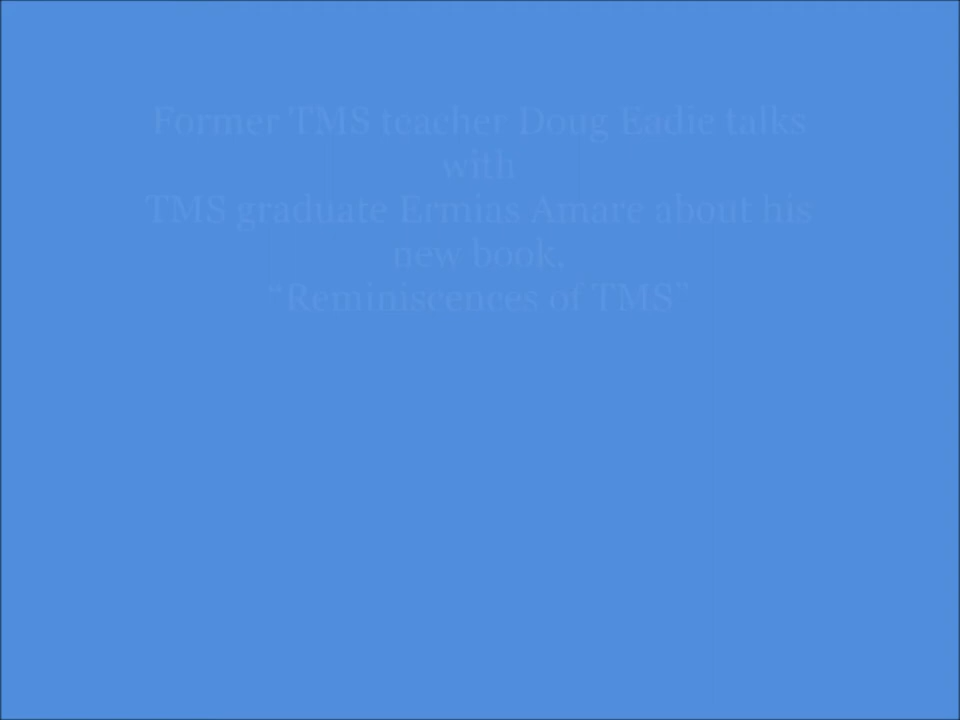 Former TMS teacher Doug Eadie talks
with
TMS graduate Ermias Amare about his
new book,
“Reminiscences of TMS”